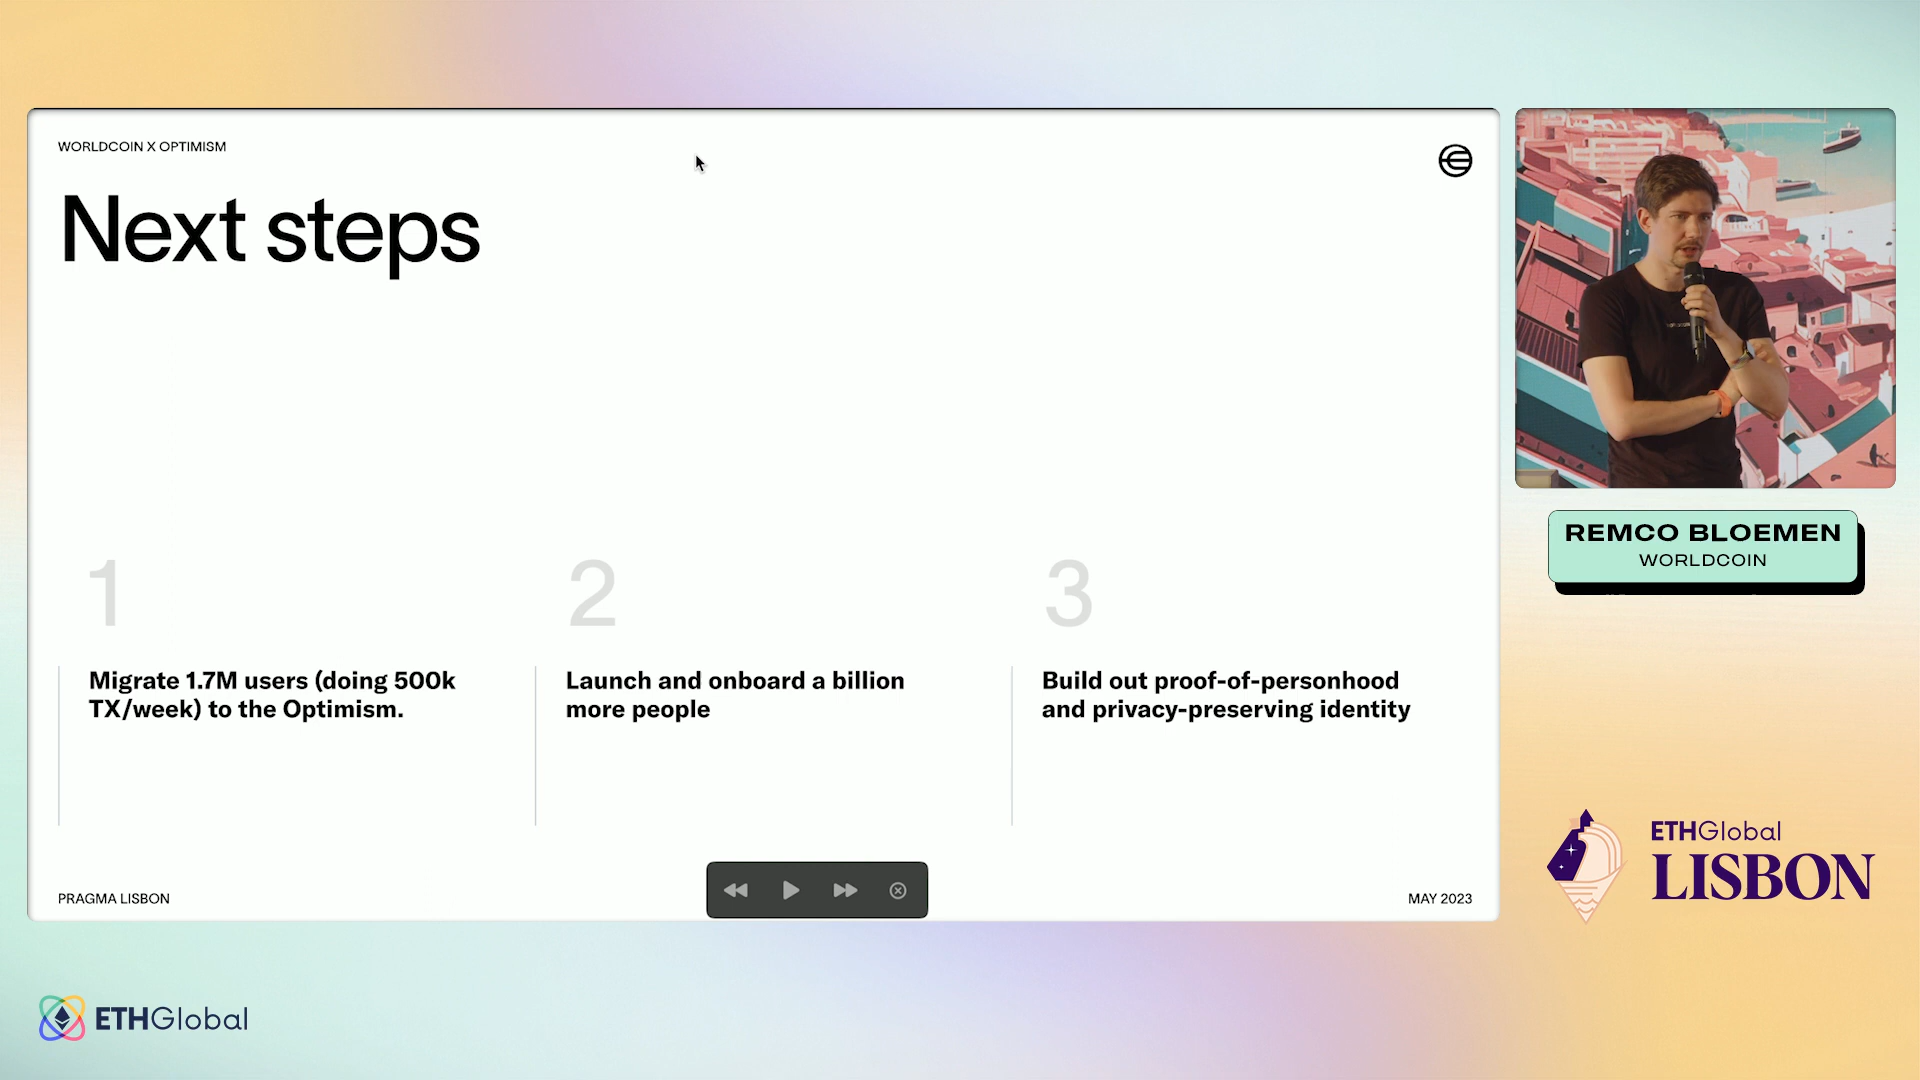 WORLDCOIN X OPTIMISM
Next steps
1
Migrate 1.7M users (doing 500k
TX/week) to the Optimism.
2
Launch and onboard a billion
more people
3
Build out proof-of-personhood
and privacy-preserving identity
PRAGMA LISBON
MAY 2023
REMCO BLOEMEN
WORLDCOIN
ETHGlobal
LISBON
ETHGlobal